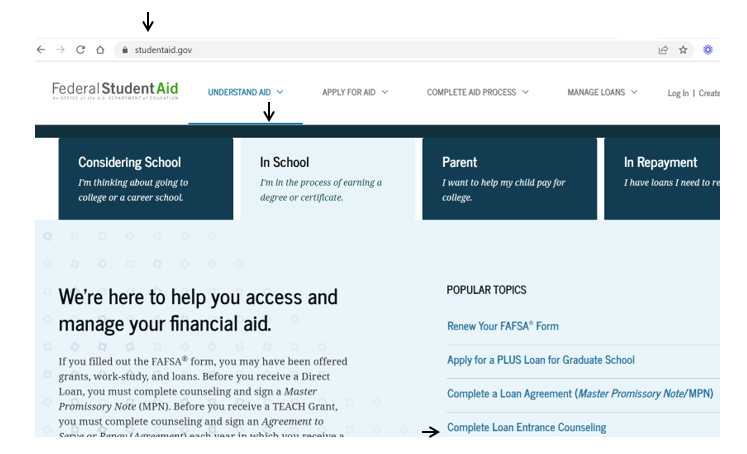 studentaid.gov
Federal Student Aid
An OFFICE of the U.S. DEPARTMENT of EDUCATION
UNDERSTAND AID
APPLY FOR AID
COMPLETE AID PROCESS
MANAGE LOANS
Log In | Create
Considering School
I'm thinking about going to
college or a career school.
In School
I'm in the process of earning a
degree or certificate.
Parent
I want to help my child pay for
college.
In Repayment
I have loans I need to re
We're here to help you access and
manage your financial aid.
If you filled out the FAFSA® form, you may have been offered
grants, work-study, and loans. Before you receive a Direct
Loan, you must complete counseling and sign a Master
Promissory Note (MPN). Before you receive a TEACH Grant,
you must complete counseling and sign an Agreement to
Serve or Repay (Agreement) each year in which you receive a
POPULAR TOPICS
Renew Your FAFSA® Form
Apply for a PLUS Loan for Graduate School
Complete a Loan Agreement (Master Promissory Note/MPN)
Complete Loan Entrance Counseling